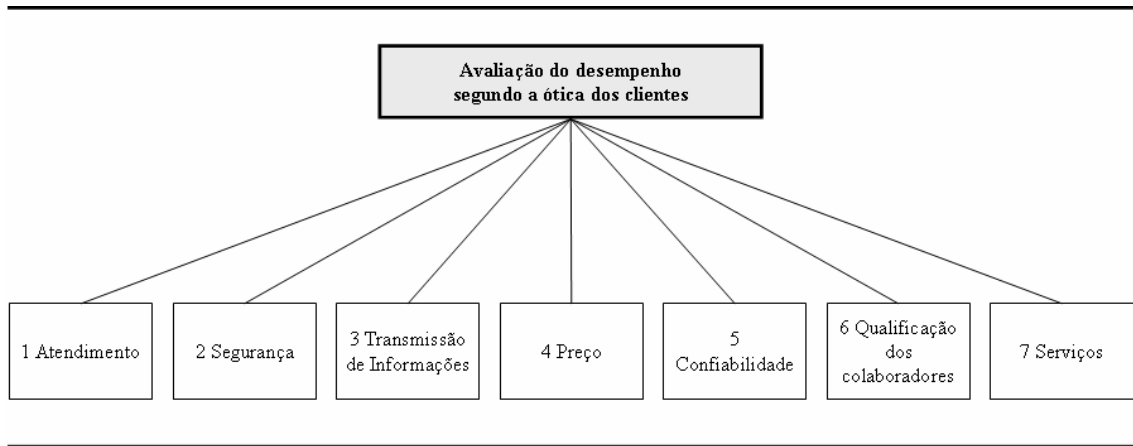 Avaliação do desempenho
segundo a ótica dos clientes
1 Atendimento
2 Segurança
3 Transmissão
de Informações
4 Preço
5
Confiabilidade
6 Qualificação
dos
colaboradores
7 Serviços